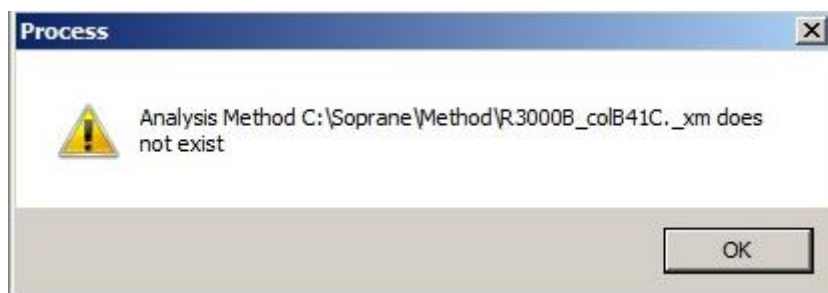 Process
Analysis Method C:\Soprane\Method\R3000B_colB41C._xm does
not exist
OK